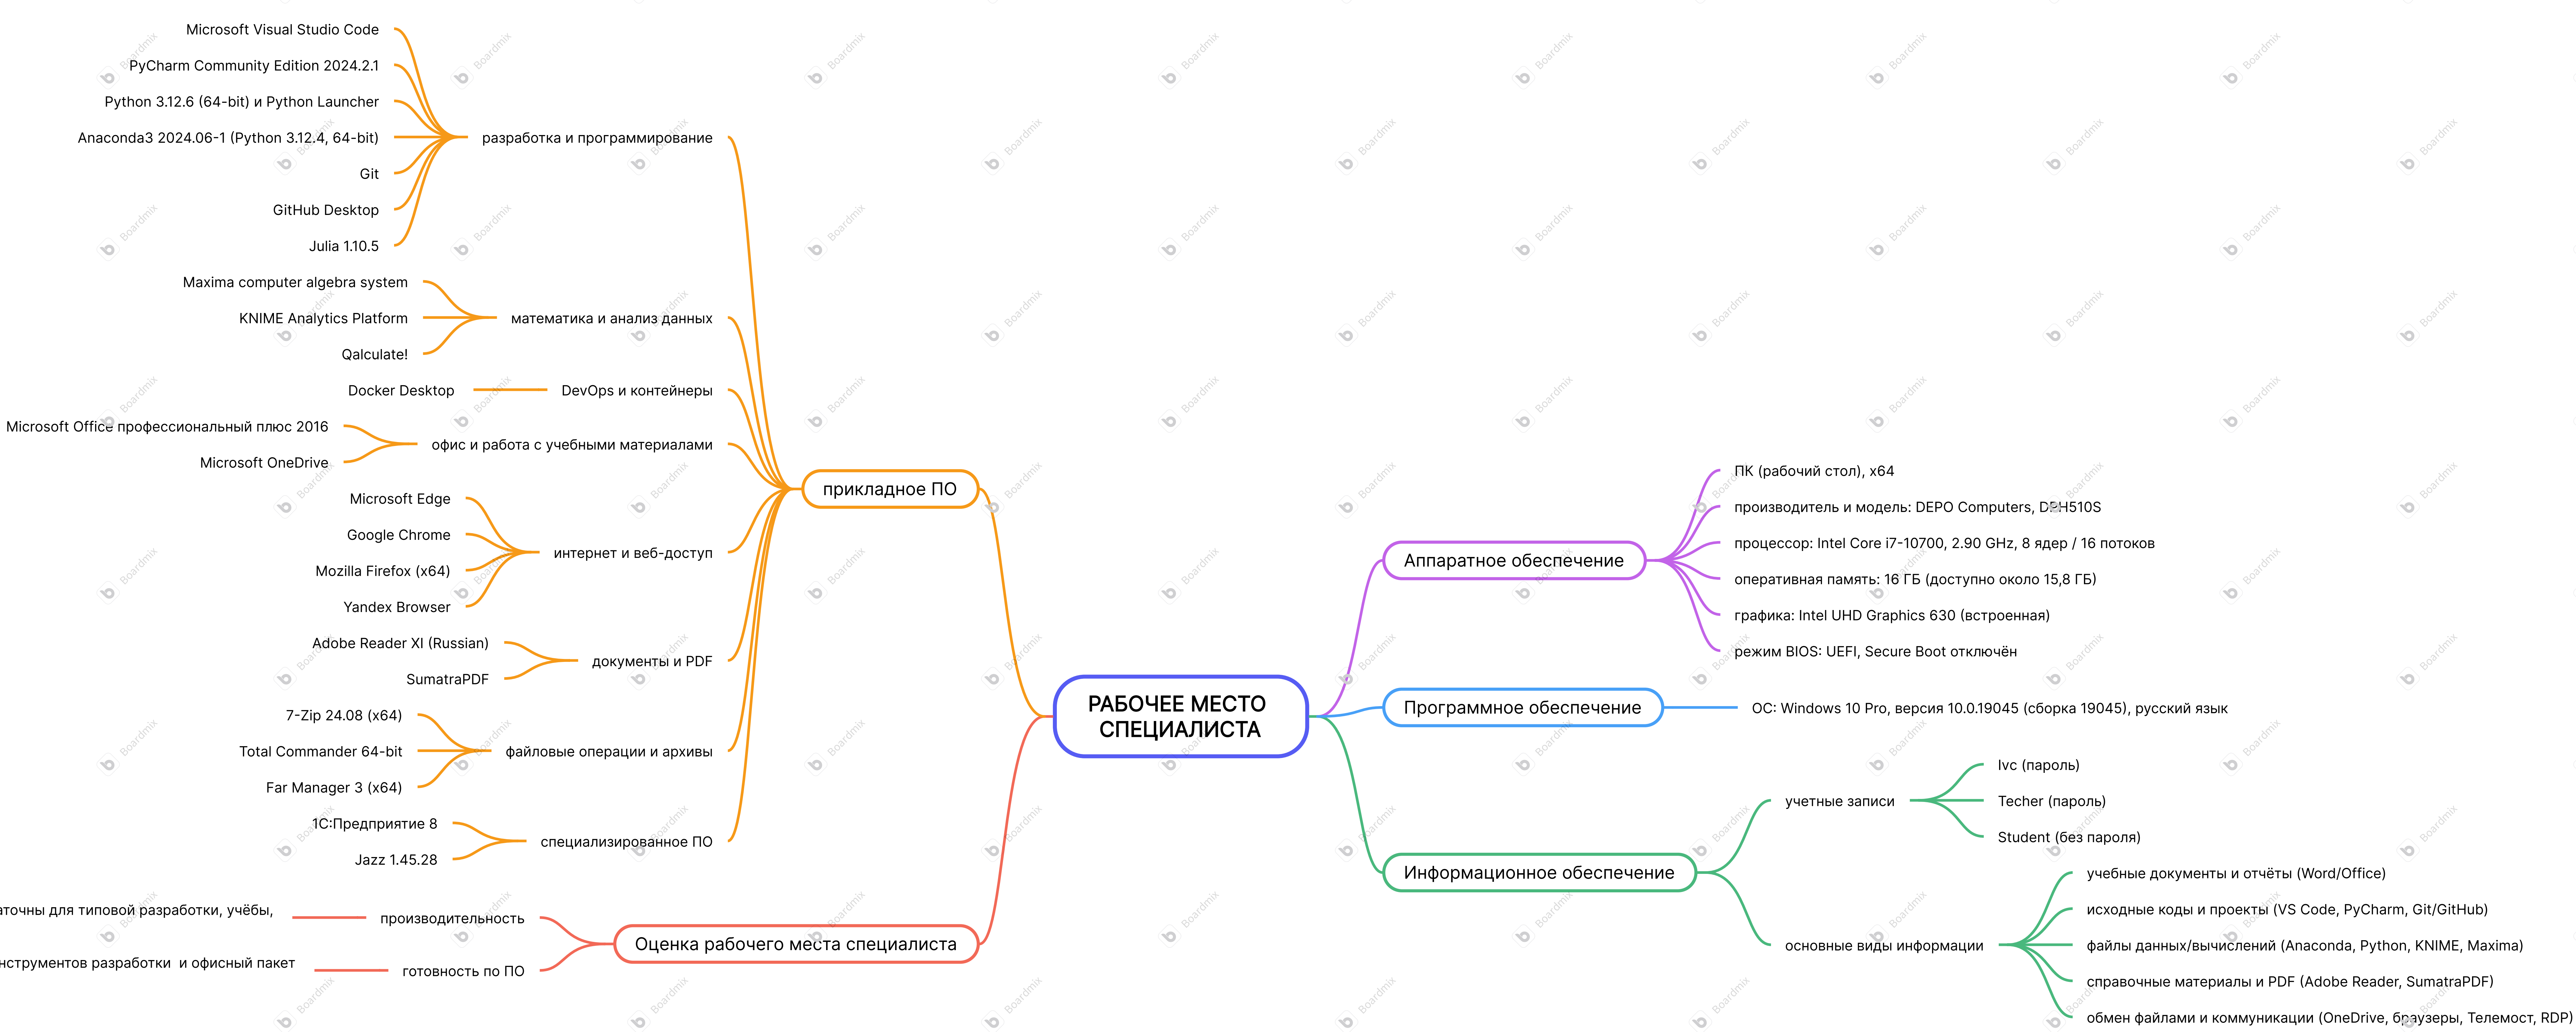 Microsoft Visual Studio Code
PyCharm Community Edition 2024.2.1
Python 3.12.6 (64-bit) и Python Launcher
Anaconda3 2024.06-1 (Python 3.12.4, 64-bit)
Git
GitHub Desktop
Julia 1.10.5
разработка и программирование
Maxima computer algebra system
KNIME Analytics Platform
Qalculate!
математика и анализ данных
Docker Desktop
DevOps и контейнеры
Microsoft Office профессиональный плюс 2016
Microsoft OneDrive
офис и работа с учебными материалами
Microsoft Edge
Google Chrome
Mozilla Firefox (x64)
Yandex Browser
интернет и веб-доступ
Adobe Reader XI (Russian)
SumatraPDF
документы и PDF
7-Zip 24.08 (x64)
Total Commander 64-bit
Far Manager 3 (x64)
файловые операции и архивы
1С:Предприятие 8
Jazz 1.45.28
специализированное ПО
прикладное ПО
для типовой разработки, учёбы,
производительность
разработки и офисный пакет
готовность по ПО
Оценка рабочего места специалиста
РАБОЧЕЕ МЕСТО
СПЕЦИАЛИСТА
Аппаратное обеспечение
ПК (рабочий стол), x64
производитель и модель: DEPO Computers, DBH510S
процессор: Intel Core i7-10700, 2.90 GHz, 8 ядер / 16 потоков
оперативная память: 16 ГБ (доступно около 15,8 ГБ)
графика: Intel UHD Graphics 630 (встроенная)
режим BIOS: UEFI, Secure Boot отключён
Программное обеспечение
ОС: Windows 10 Pro, версия 10.0.19045 (сборка 19045), русский язык
Информационное обеспечение
учетные записи
Ivc (пароль)
Techer (пароль)
Student (без пароля)
основные виды информации
учебные документы и отчёты (Word/Office)
исходные коды и проекты (VS Code, PyCharm, Git/GitHub)
файлы данных/вычислений (Anaconda, Python, KNIME, Maxima)
справочные материалы и PDF (Adobe Reader, SumatraPDF)
обмен файлами и коммуникации (OneDrive, браузеры, Телемост, RDP)
Boardmix